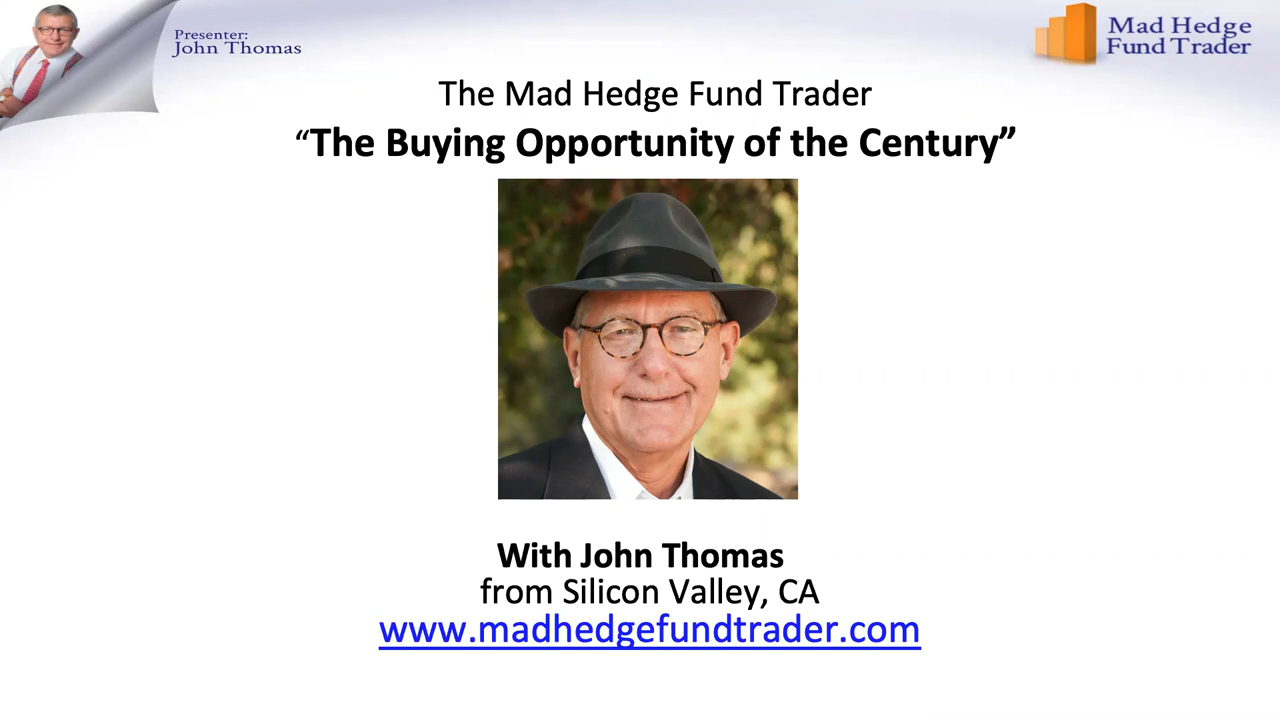 Presenter:
John Thomas
Mad Hedge
Fund Trader
The Mad Hedge Fund Trader
“The Buying Opportunity of the Century”
With John Thomas
from Silicon Valley, CA
www.madhedgefundtrader.com